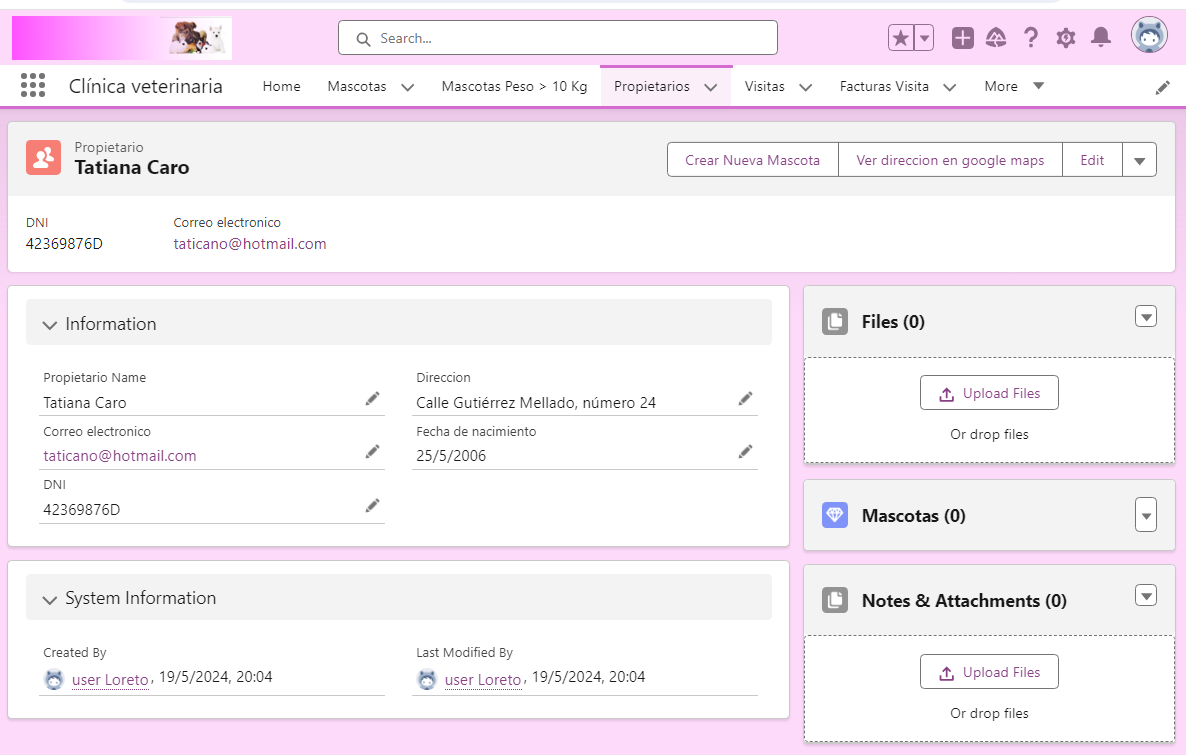 Search...
Clínica veterinaria Home Mascotas Mascotas Peso > 10 Kg Propietarios Visitas Facturas Visita More
Propietario
Tatiana Caro
Crear Nueva Mascota Ver direccion en google maps Edit
DNI Correo electronico
42369876D taticano@hotmail.com
Information
Propietario Name Direccion
Tatiana Caro Calle Gutiérrez Mellado, número 24
Correo electronico Fecha de nacimiento
taticano@hotmail.com 25/5/2006
DNI
42369876D
System Information
Created By Last Modified By
user Loreto, 19/5/2024, 20:04 user Loreto, 19/5/2024, 20:04
Files (0)
Upload Files
Or drop files
Mascotas (0)
Notes & Attachments (0)
Upload Files
Or drop files